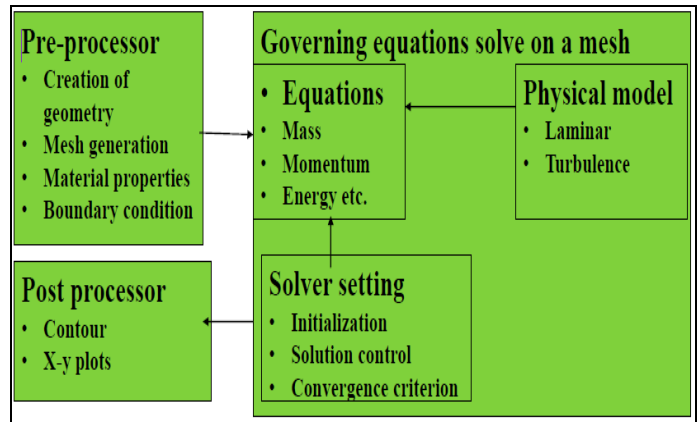 Pre-processor
• Creation of
geometry
• Mesh generation
• Material properties
• Boundary condition
Governing equations solve on a mesh
• Equations
• Mass
• Momentum
• Energy etc.
Physical model
• Laminar
• Turbulence
Post processor
• Contour
• X-y plots
Solver setting
• Initialization
• Solution control
• Convergence criterion